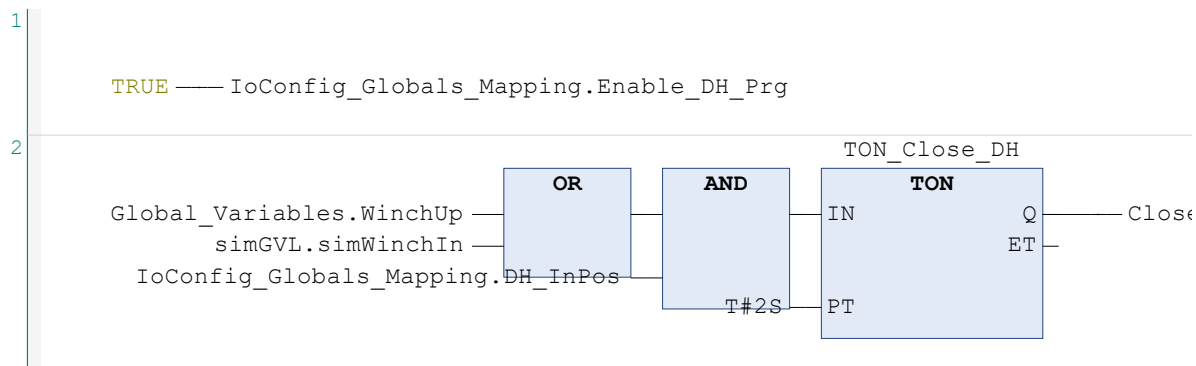 1
TRUE IoConfig_Globals_Mapping.Enable_DH_Prg
2
TON_Close_DH
OR AND TON
Global_Variables.WinchUp IN Q Close
simGVL.simWinchIn ET
IoConfig_Globals_Mapping.DH_InPos
T#2S PT